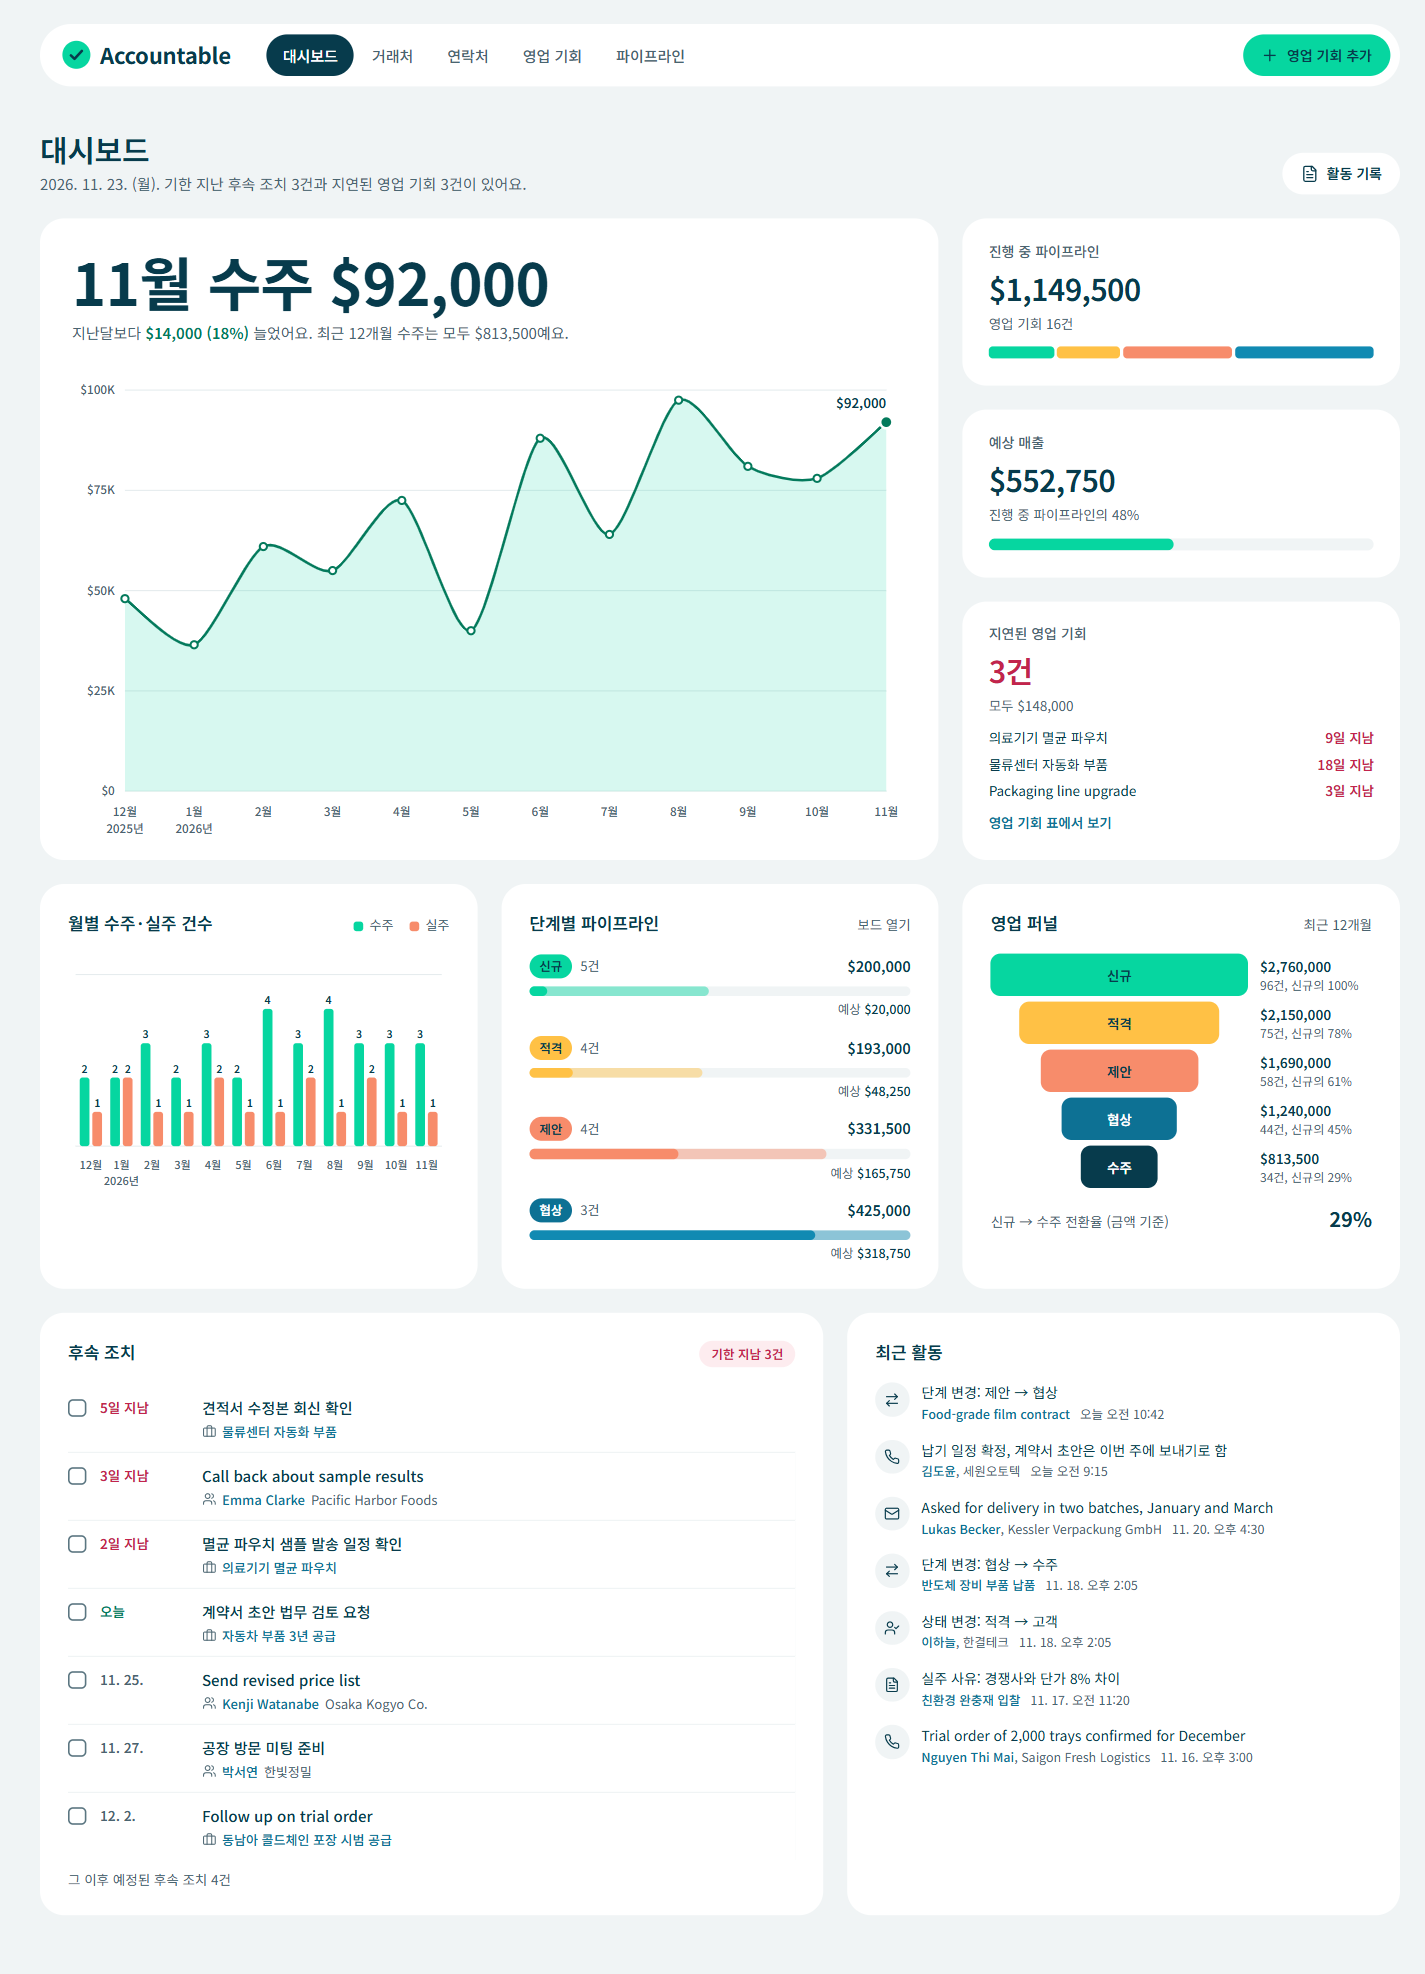 Accountable
대시보드
거래처
연락처
영업 기회
파이프라인
영업 기회 추가
대시보드
2026. 11. 23. (월). 기한 지난 후속 조치 3건과 지연된 영업 기회 3건이 있어요.
활동 기록
11월 수주 $92,000
지난달보다 $14,000 (18%) 늘었어요. 최근 12개월 수주는 모두 $813,500예요.
$100K
$75K
$50K
$25K
$0
$92,000
12월 1월 2월 3월 4월 5월 6월 7월 8월 9월 10월 11월
2025년 2026년
진행 중 파이프라인
$1,149,500
영업 기회 16건
예상 매출
$552,750
진행 중 파이프라인의 48%
지연된 영업 기회
3건
모두 $148,000
의료기기 멸균 파우치 9일 지남
물류센터 자동화 부품 18일 지남
Packaging line upgrade 3일 지남
영업 기회 표에서 보기
월별 수주·실주 건수
수주 실주
2 1 2 2 3 1 2 1 3 2 2 1 4 1 3 2 4 1 3 2 3 1 3 1
12월 1월 2월 3월 4월 5월 6월 7월 8월 9월 10월 11월
2026년
단계별 파이프라인
보드 열기
신규 5건 $200,000
예상 $20,000
적격 4건 $193,000
예상 $48,250
제안 4건 $331,500
예상 $165,750
협상 3건 $425,000
예상 $318,750
영업 퍼널
최근 12개월
신규
$2,760,000
96건, 신규의 100%
적격
$2,150,000
75건, 신규의 78%
제안
$1,690,000
58건, 신규의 61%
협상
$1,240,000
44건, 신규의 45%
수주
$813,500
34건, 신규의 29%
신규 → 수주 전환율 (금액 기준) 29%
후속 조치
기한 지남 3건
5일 지남 견적서 수정본 회신 확인
물류센터 자동화 부품
3일 지남 Call back about sample results
Emma Clarke Pacific Harbor Foods
2일 지남 멸균 파우치 샘플 발송 일정 확인
의료기기 멸균 파우치
오늘 계약서 초안 법무 검토 요청
자동차 부품 3년 공급
11. 25. Send revised price list
Kenji Watanabe Osaka Kogyo Co.
11. 27. 공장 방문 미팅 준비
박서연 한빛정밀
12. 2. Follow up on trial order
동남아 콜드체인 포장 시범 공급
그 이후 예정된 후속 조치 4건
최근 활동
단계 변경: 제안 → 협상
Food-grade film contract 오늘 오전 10:42
납기 일정 확정, 계약서 초안은 이번 주에 보내기로 함
김도윤, 세원오토텍 오늘 오전 9:15
Asked for delivery in two batches, January and March
Lukas Becker, Kessler Verpackung GmbH 11. 20. 오후 4:30
단계 변경: 협상 → 수주
반도체 장비 부품 납품 11. 18. 오후 2:05
상태 변경: 적격 → 고객
이하늘, 한결테크 11. 18. 오후 2:05
실주 사유: 경쟁사와 단가 8% 차이
친환경 완충재 입찰 11. 17. 오전 11:20
Trial order of 2,000 trays confirmed for December
Nguyen Thi Mai, Saigon Fresh Logistics 11. 16. 오후 3:00